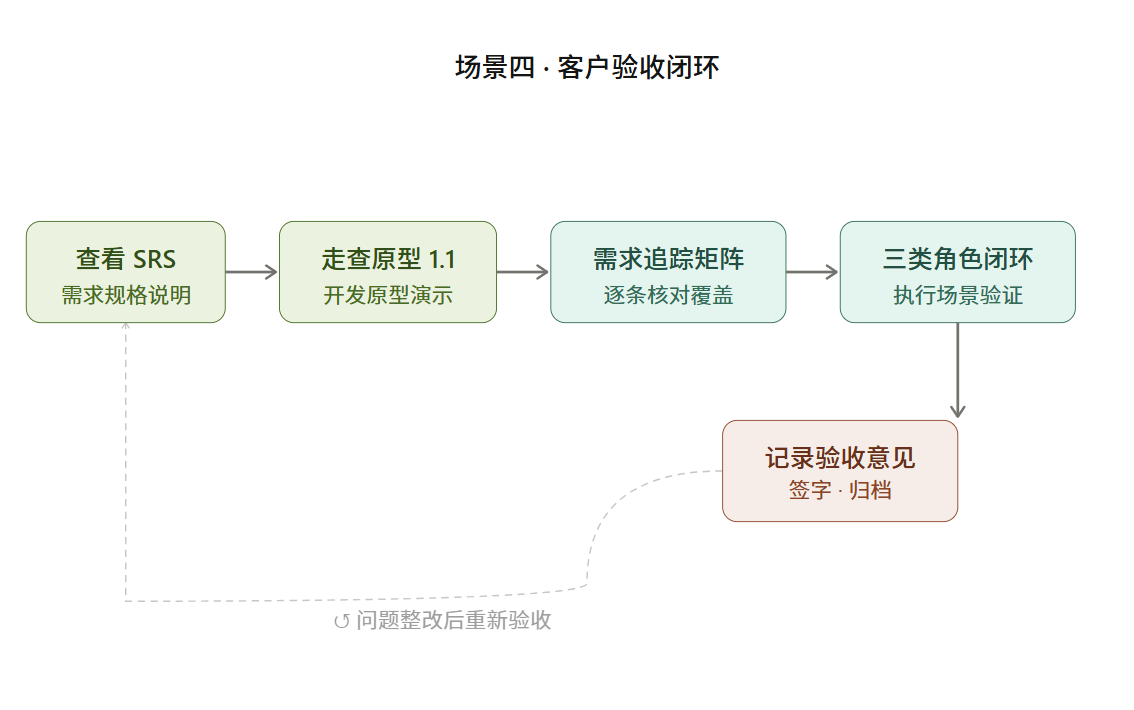 场景四 · 客户验收闭环
查看 SRS
需求规格说明
走查原型 1.1
开发原型演示
需求追踪矩阵
逐条核对覆盖
三类角色闭环
执行场景验证
记录验收意见
签字 · 归档
↺ 问题整改后重新验收